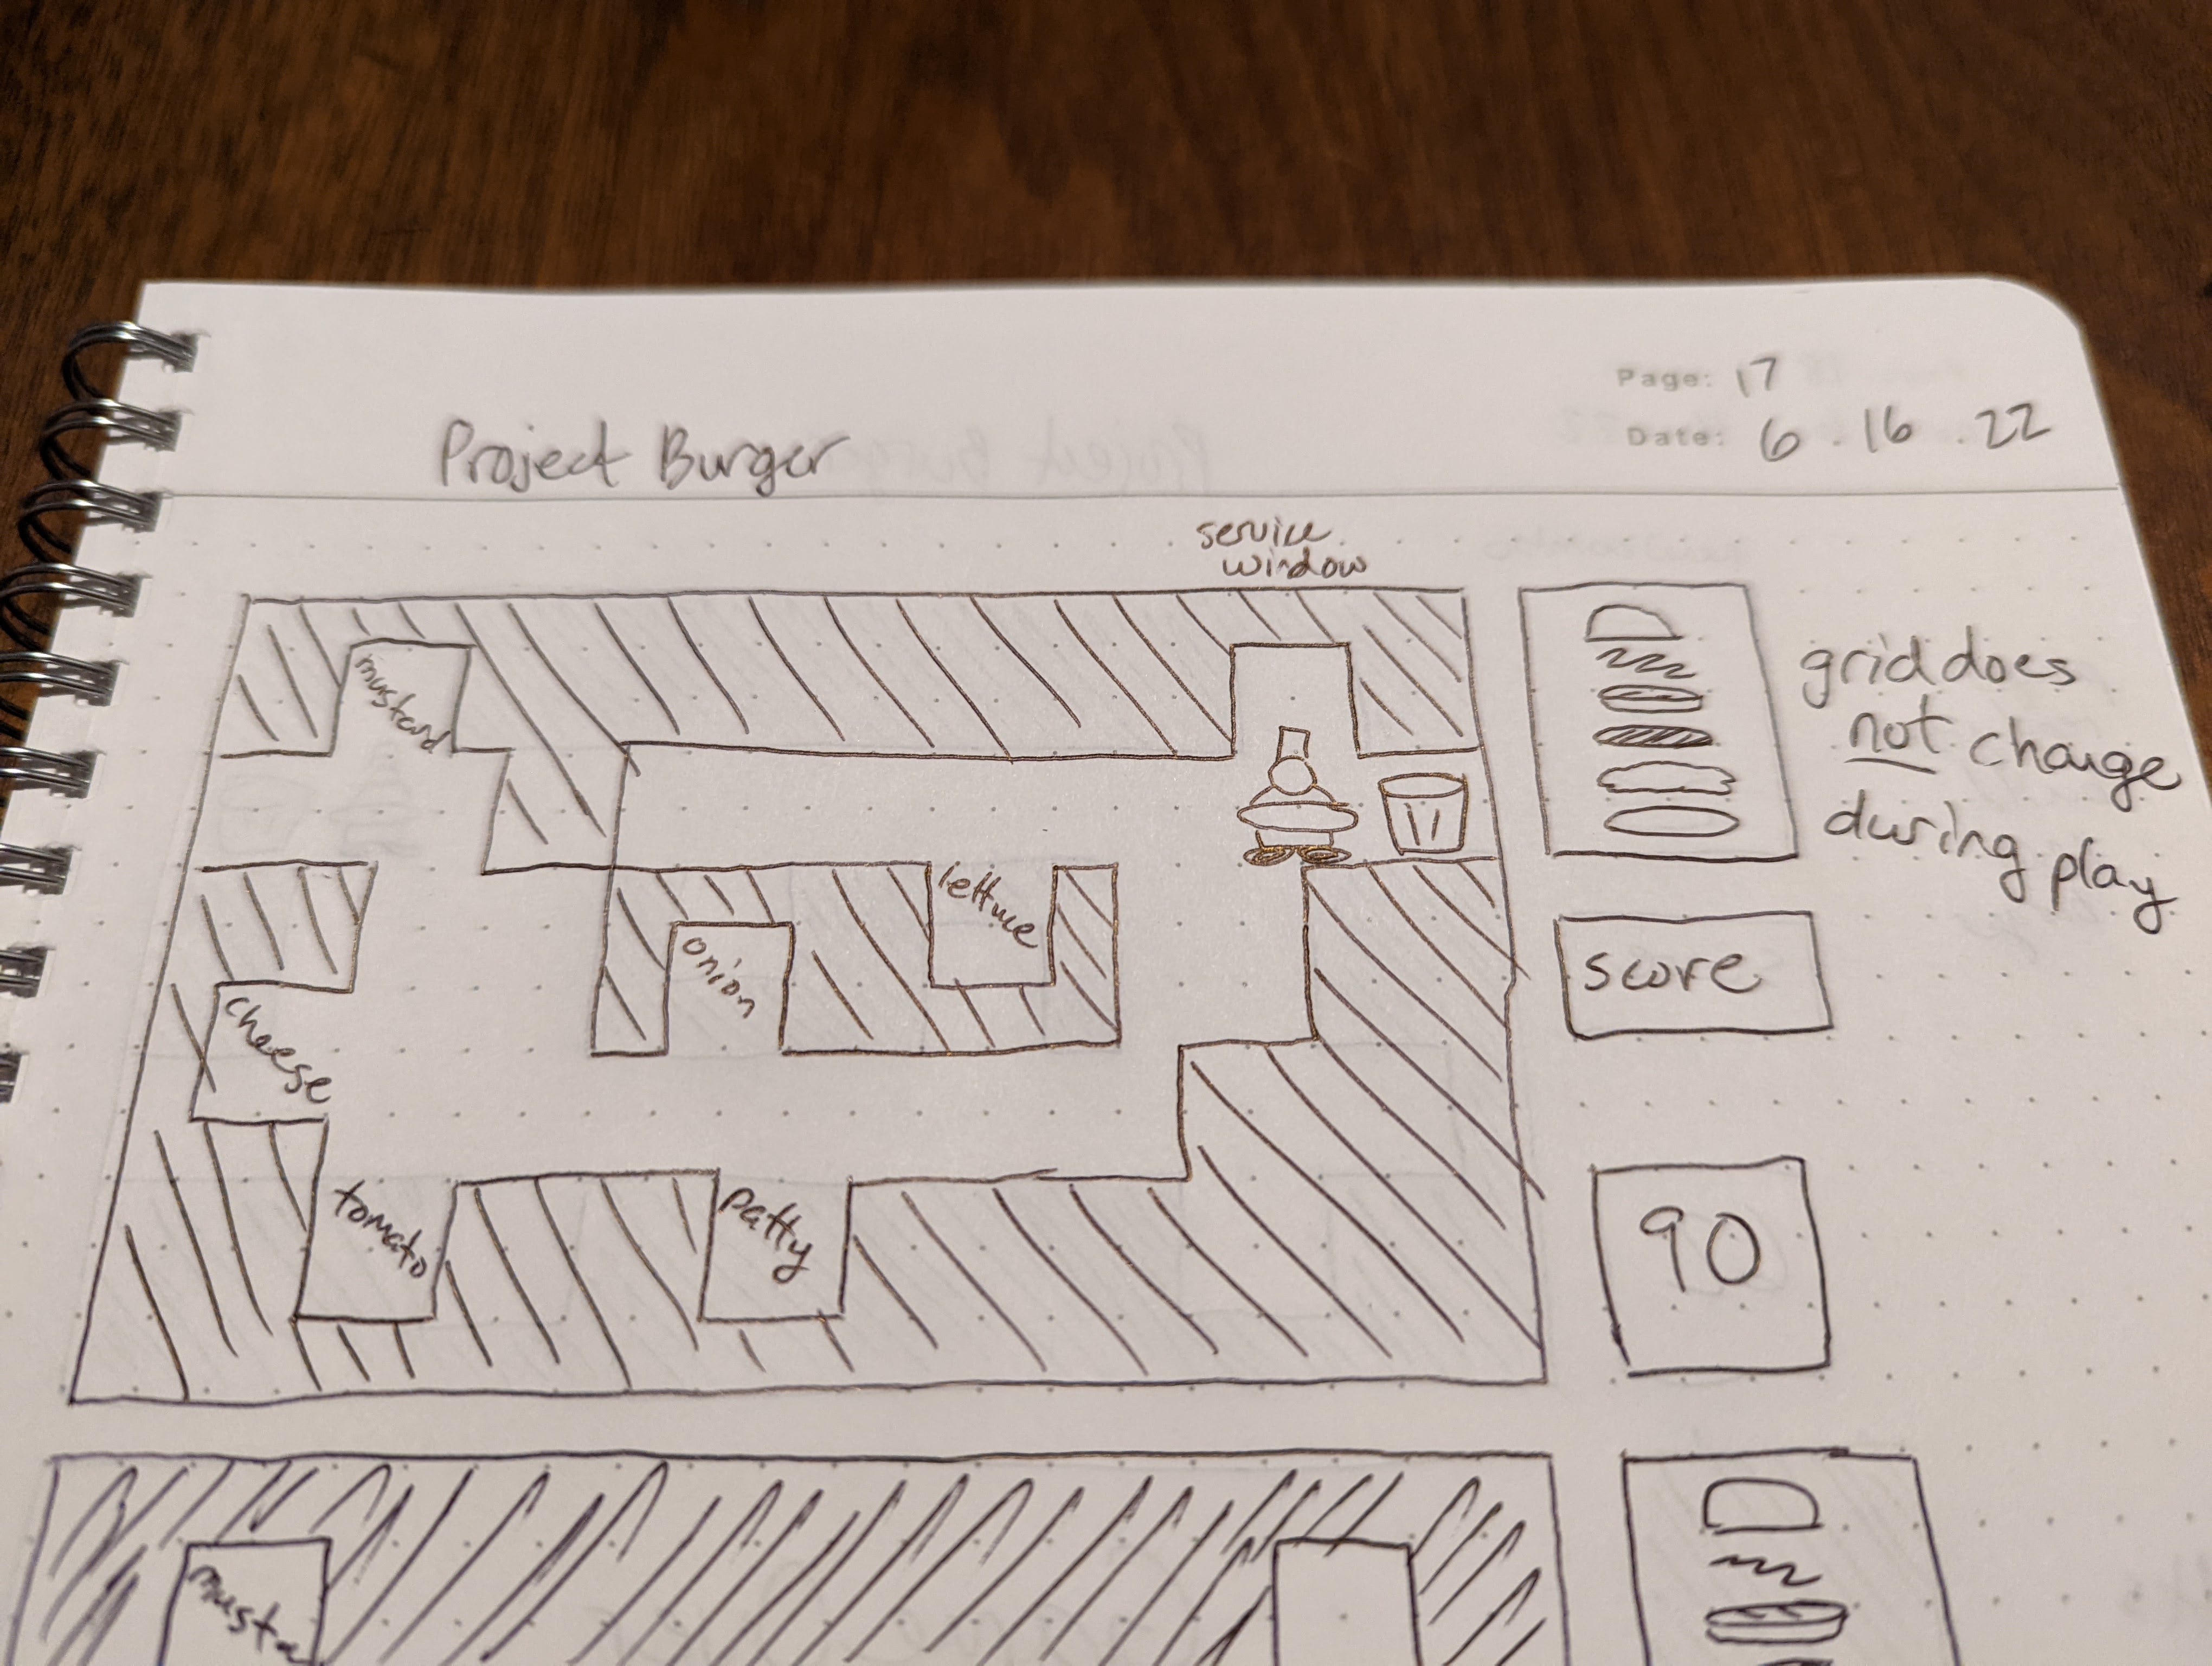 Page: 17
Date: 6 . 16 . 22
Project Burger
service
window
mustard
grid does
not change
during play
lettuce
onion
score
cheese
tomato
patty
90
musta